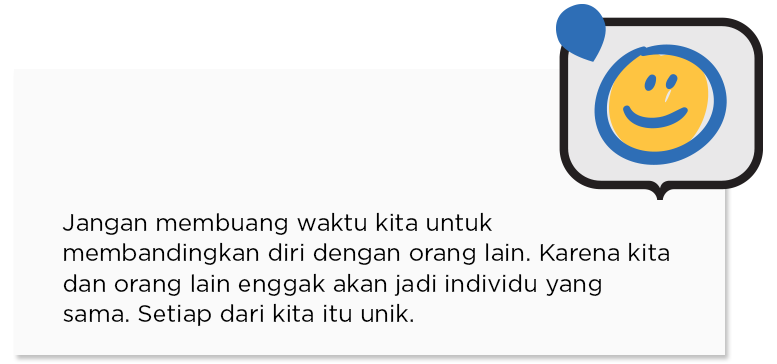 Jangan membuang waktu kita untuk
membandingkan diri dengan orang lain. Karena kita
dan orang lain enggak akan jadi individu yang
sama. Setiap dari kita itu unik.